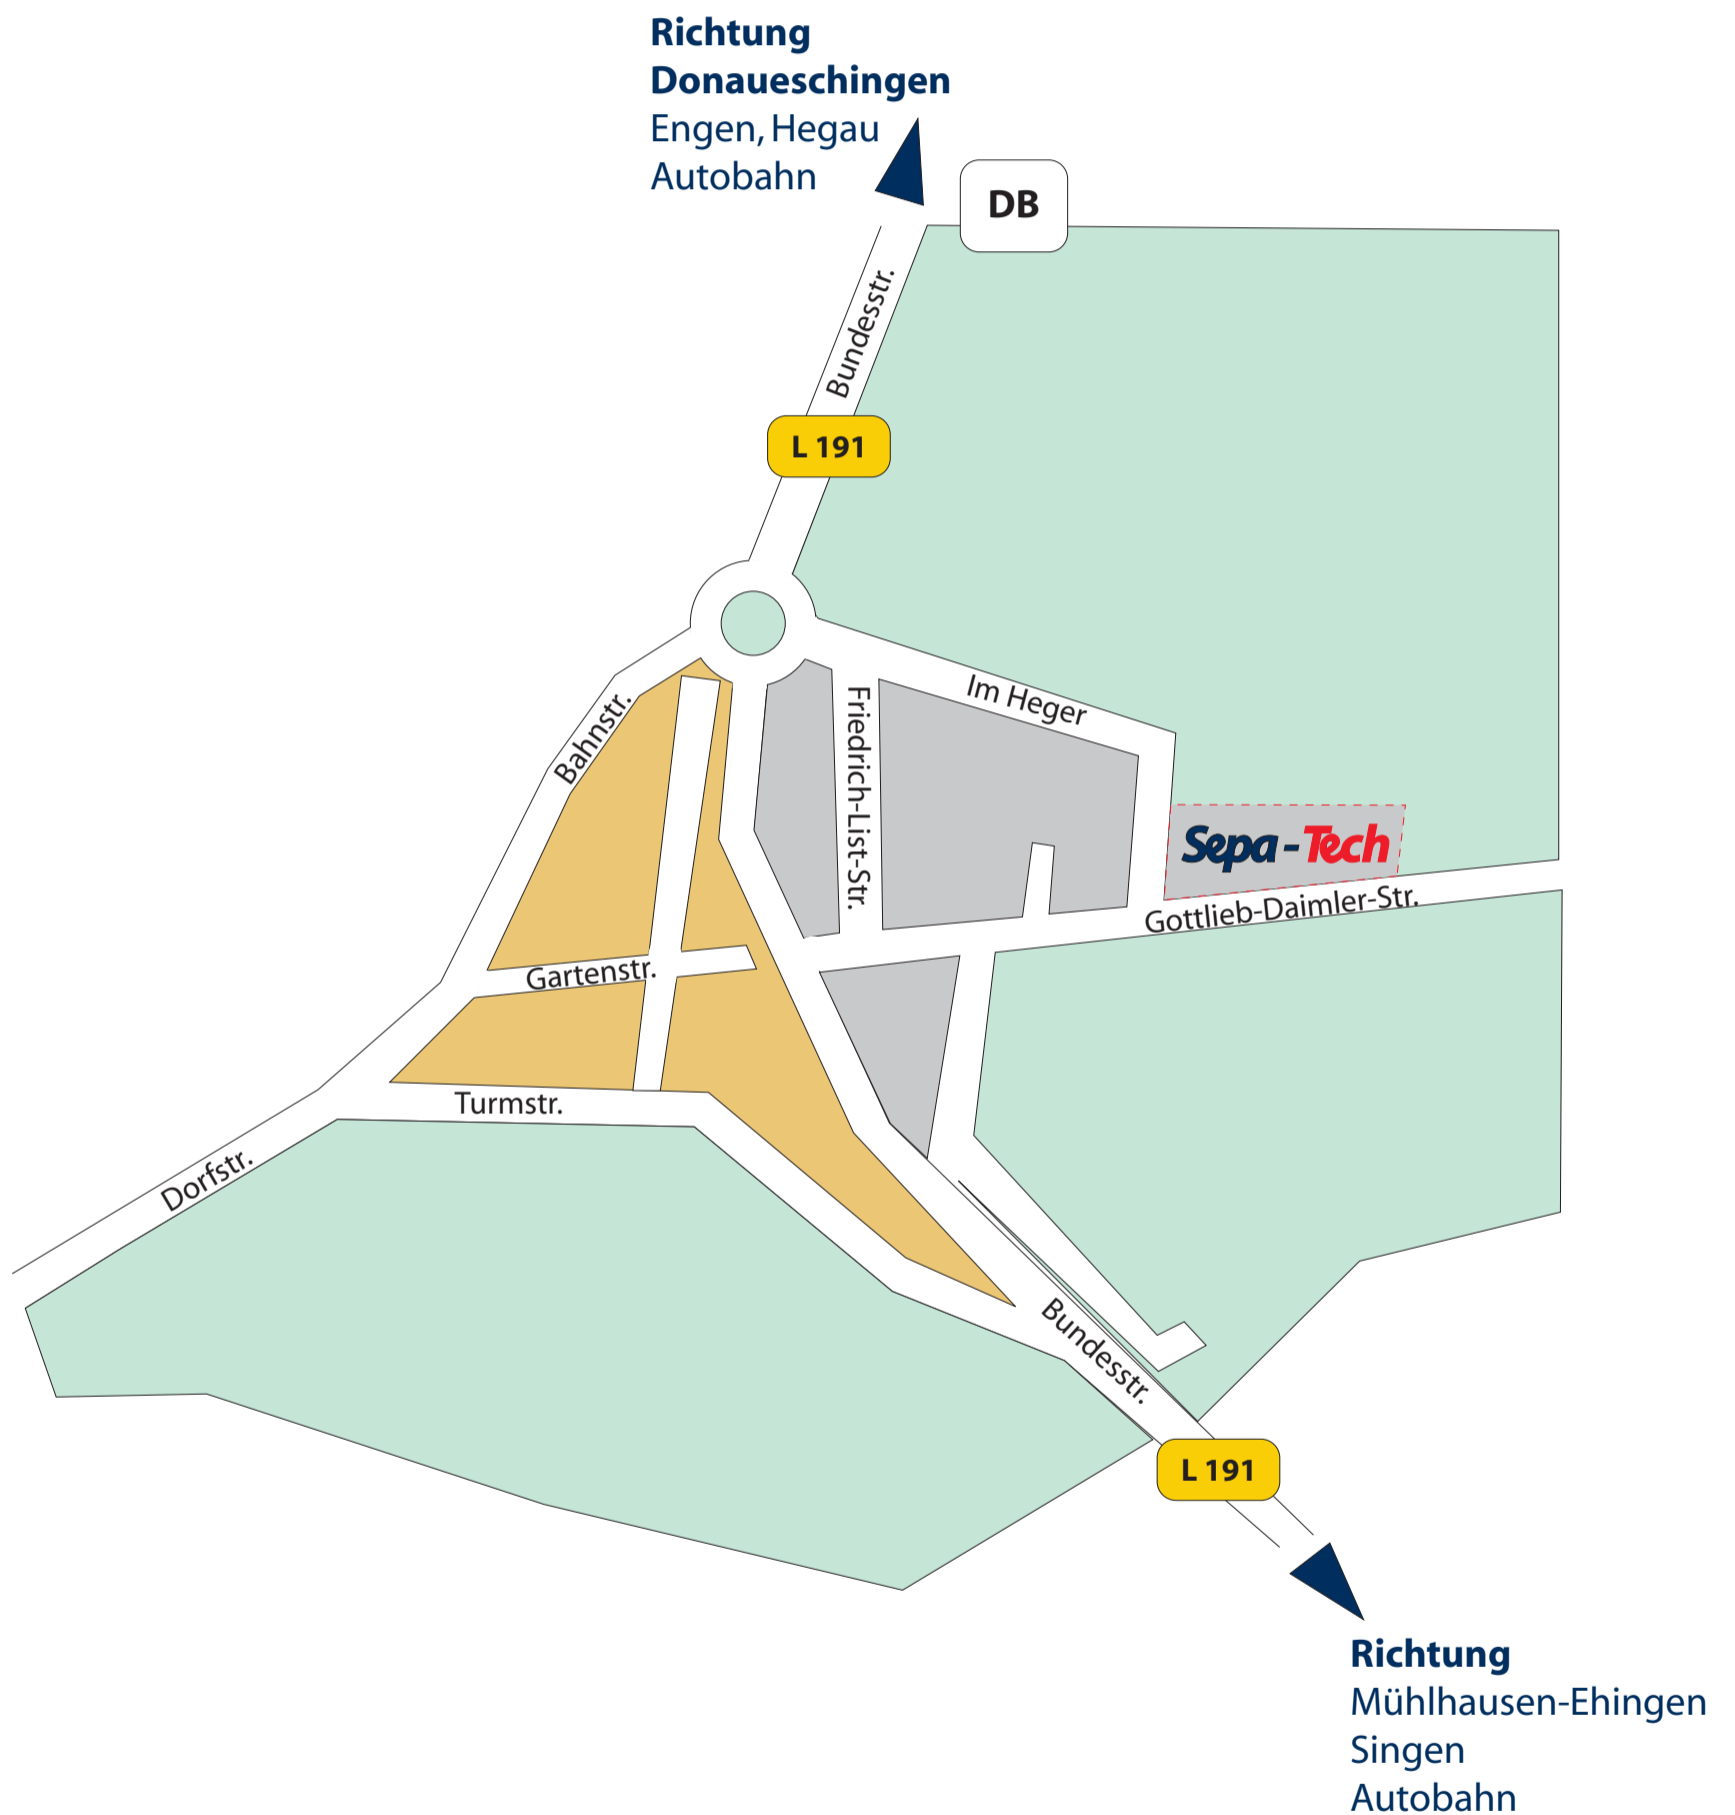 Richtung
Donaueschingen
Engen, Hegau
Autobahn
DB
Bundesstr.
L 191
Im Heger
Friedrich-List-Str.
Bahnstr.
Sepa-Tech
Gottlieb-Daimler-Str.
Gartenstr.
Turmstr.
Dorfstr.
Bundesstr.
L 191
Richtung
Mühlhausen-Ehingen
Singen
Autobahn